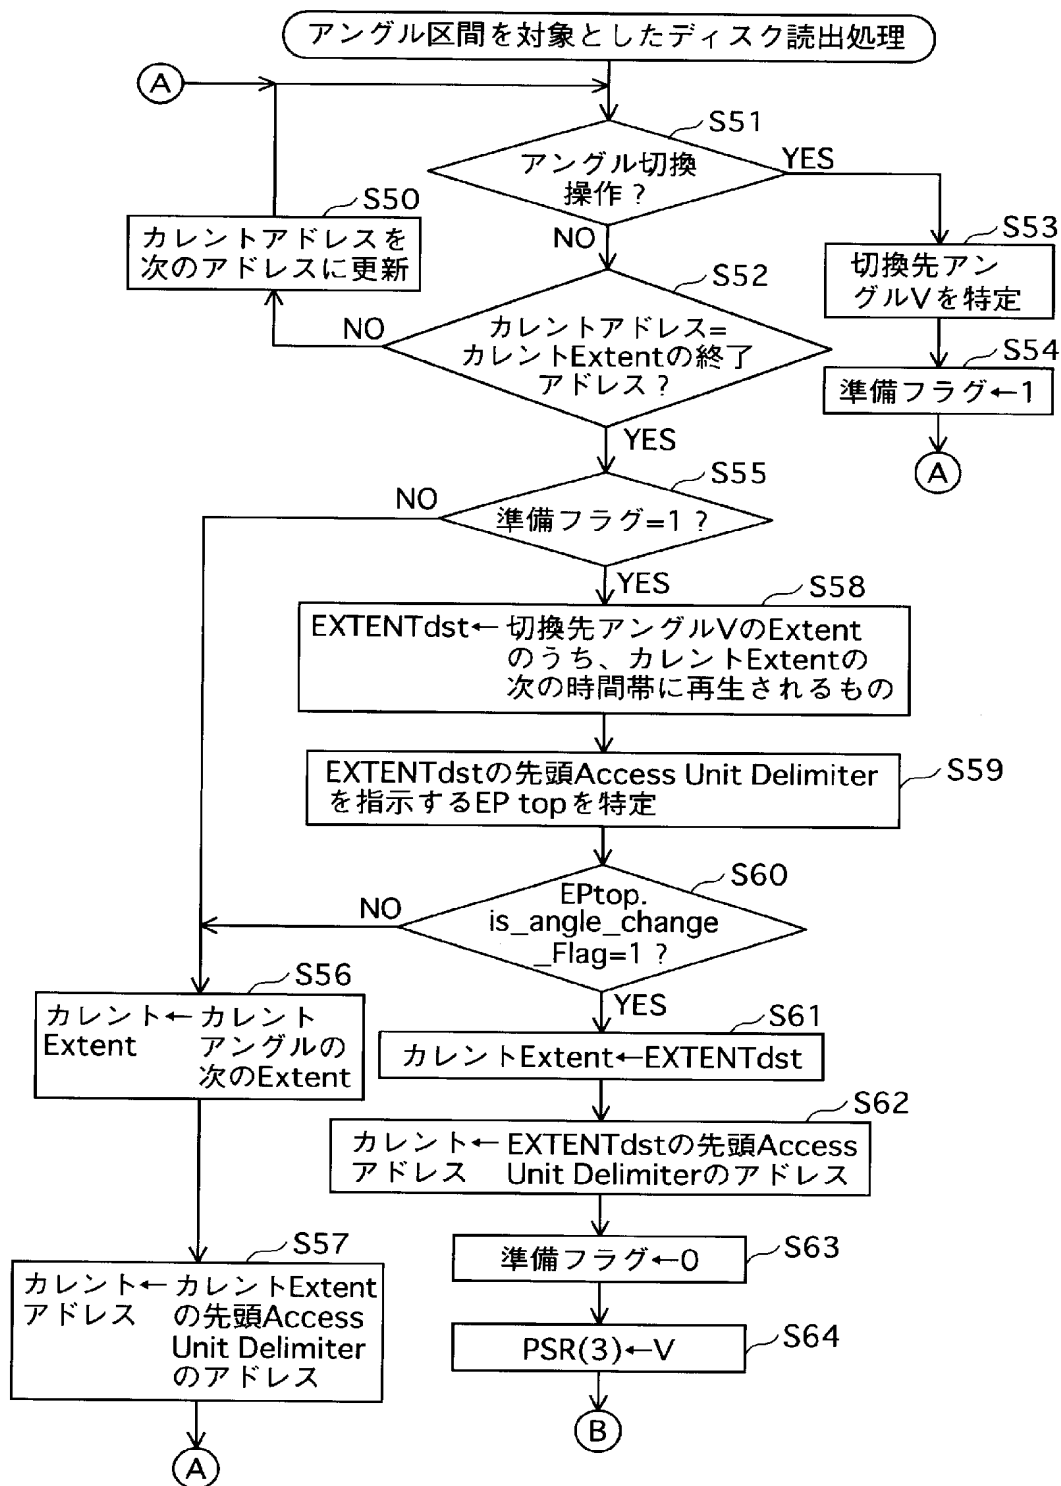 アングル区間を対象としたディスク読出処理
A
S51
アングル切換
操作？
YES
NO
S50
カレントアドレスを
次のアドレスに更新
S53
切換先アン
グルVを特定
S52
カレントアドレス=
カレントExtentの終了
アドレス？
NO
YES
S54
準備フラグ←1
A
S55
準備フラグ=1？
NO
YES
S58
EXTENTdst← 切換先アングルVのExtent
のうち、カレントExtentの
次の時間帯に再生されるもの
S59
EXTENTdstの先頭Access Unit Delimiter
を指示するEP topを特定
S60
EPtop.
is_angle_change
_Flag=1？
NO
YES
S56
カレント← カレント
Extent アングルの
次のExtent
S61
カレントExtent←EXTENTdst
S62
カレント← EXTENTdstの先頭Access
アドレス Unit Delimiterのアドレス
S57
カレント← カレントExtent
アドレス の先頭Access
Unit Delimiter
のアドレス
A
S63
準備フラグ←0
S64
PSR(3)←V
B